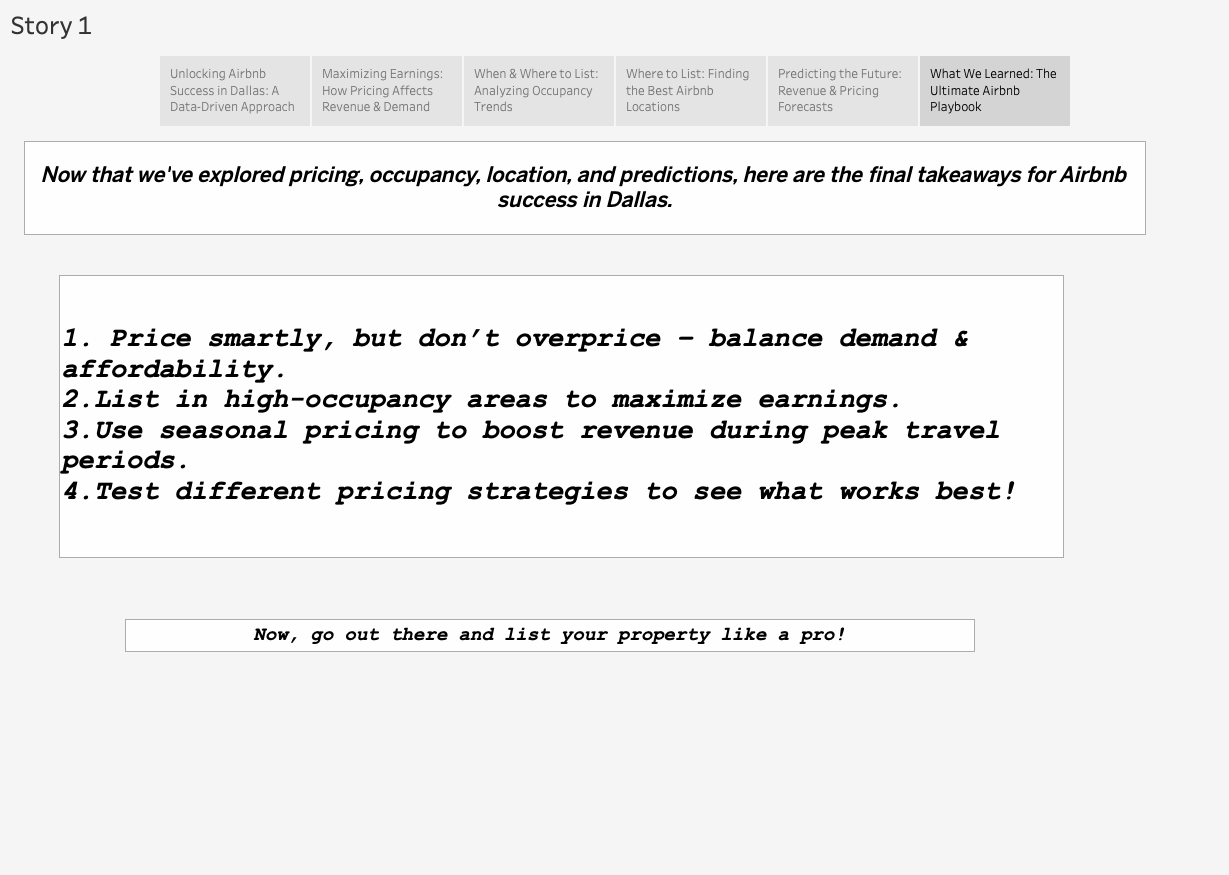 Story 1
Unlocking Airbnb
Success in Dallas: A
Data-Driven Approach
Maximizing Earnings:
How Pricing Affects
Revenue & Demand
When & Where to List:
Analyzing Occupancy
Trends
Where to List: Finding
the Best Airbnb
Locations
Predicting the Future:
Revenue & Pricing
Forecasts
What We Learned: The
Ultimate Airbnb
Playbook
Now that we've explored pricing, occupancy, location, and predictions, here are the final takeaways for Airbnb
success in Dallas.
1. Price smartly, but don’t overprice – balance demand &
affordability.
2.List in high-occupancy areas to maximize earnings.
3.Use seasonal pricing to boost revenue during peak travel
periods.
4.Test different pricing strategies to see what works best!
Now, go out there and list your property like a pro!